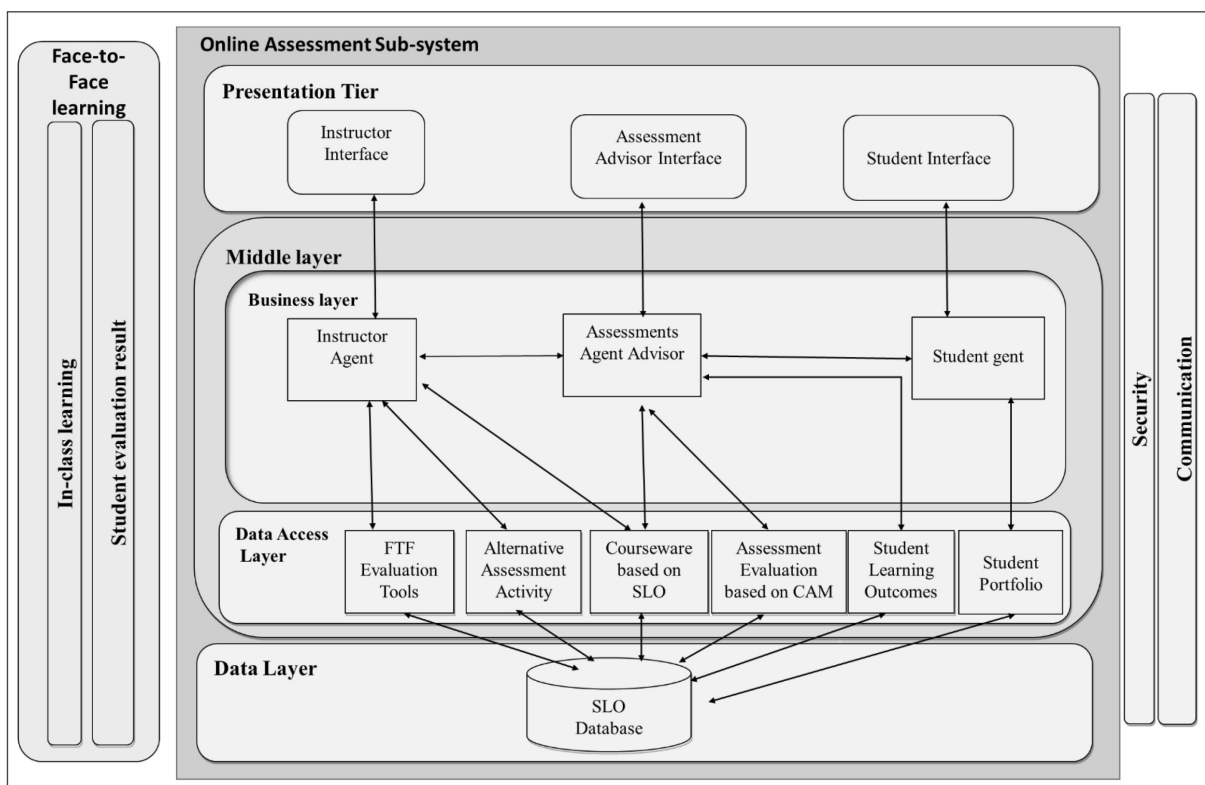 Face-to-
Face
learning
In-class learning
Student evaluation result
Online Assessment Sub-system
Presentation Tier
Instructor
Interface
Assessment
Advisor Interface
Student Interface
Middle layer
Business layer
Instructor
Agent
Assessments
Agent Advisor
Student gent
Data Access
Layer
FTF
Evaluation
Tools
Alternative
Assessment
Activity
Courseware
based on
SLO
Assessment
Evaluation
based on CAM
Student
Learning
Outcomes
Student
Portfolio
Data Layer
SLO
Database
Security
Communication